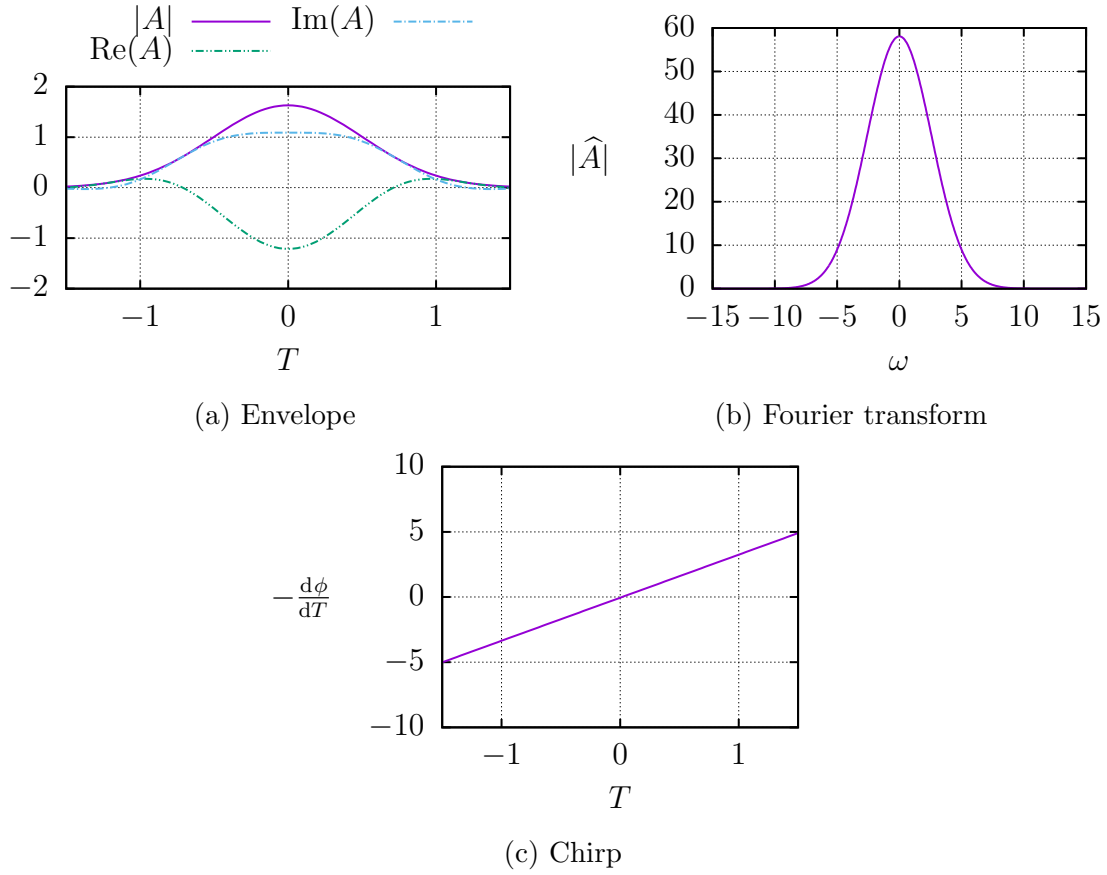 |A| Im(A)
Re(A)
2
1
0
−1
−2
−1 0 1
T
(a) Envelope
60
50
40
30
20
10
0
|Â|
−15 −10 −5 0 5 10 15
ω
(b) Fourier transform
10
5
0
−5
−10
−dϕ/dT
−1 0 1
T
(c) Chirp